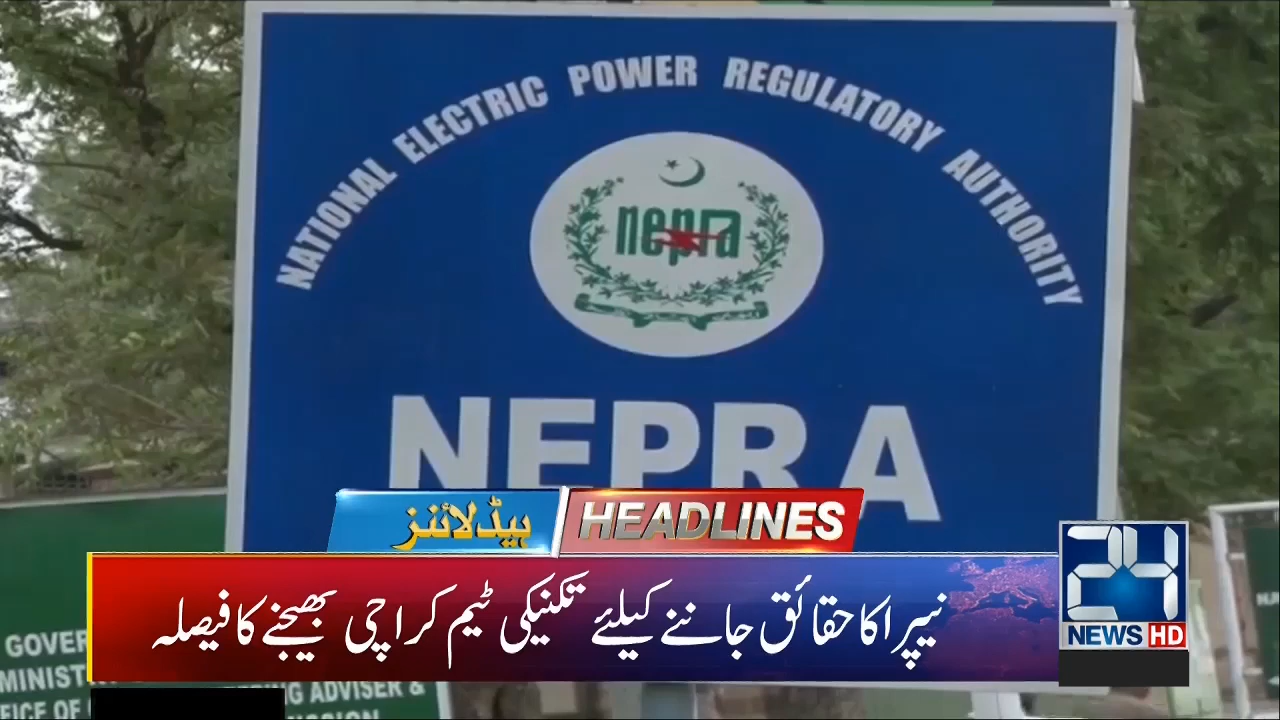 NATIONAL ELECTRIC POWER REGULATORY AUTHORITY
nepra
NEPRA
ہیڈلائنز HEADLINES
نیپرا کا حقائق جاننے کیلئے تکنیکی ٹیم کراچی بھیجنے کا فیصلہ
24
NEWS HD
GOVER
MINIST
ADVISER &
FICE OF